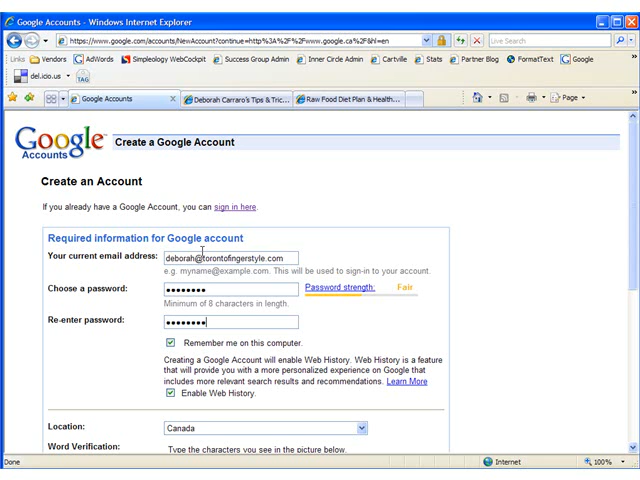 Google Accounts - Windows Internet Explorer
https://www.google.com/accounts/NewAccount?continue=http%3A%2F%2Fwww.google.ca%2F&hl=en
Live Search
Links Vendors AdWords Simpleology WebCockpit Success Group Admin Inner Circle Admin Cartville Stats Partner Blog FormatText Google
del.icio.us TAG
Google Accounts Deborah Carraro's Tips & Tric... Raw Food Diet Plan & Health... Page
Google™
Accounts
Create a Google Account
Create an Account
If you already have a Google Account, you can sign in here.
Required information for Google account
Your current email address: deborah@torontofingerstyle.com
e.g. myname@example.com. This will be used to sign-in to your account.
Choose a password: ●●●●●●●● Password strength: Fair
Minimum of 8 characters in length.
Re-enter password: ●●●●●●●●
Remember me on this computer.
Creating a Google Account will enable Web History. Web History is a feature
that will provide you with a more personalized experience on Google that
includes more relevant search results and recommendations. Learn More
Enable Web History.
Location: Canada
Word Verification: Type the characters you see in the picture below.
Done Internet 100%